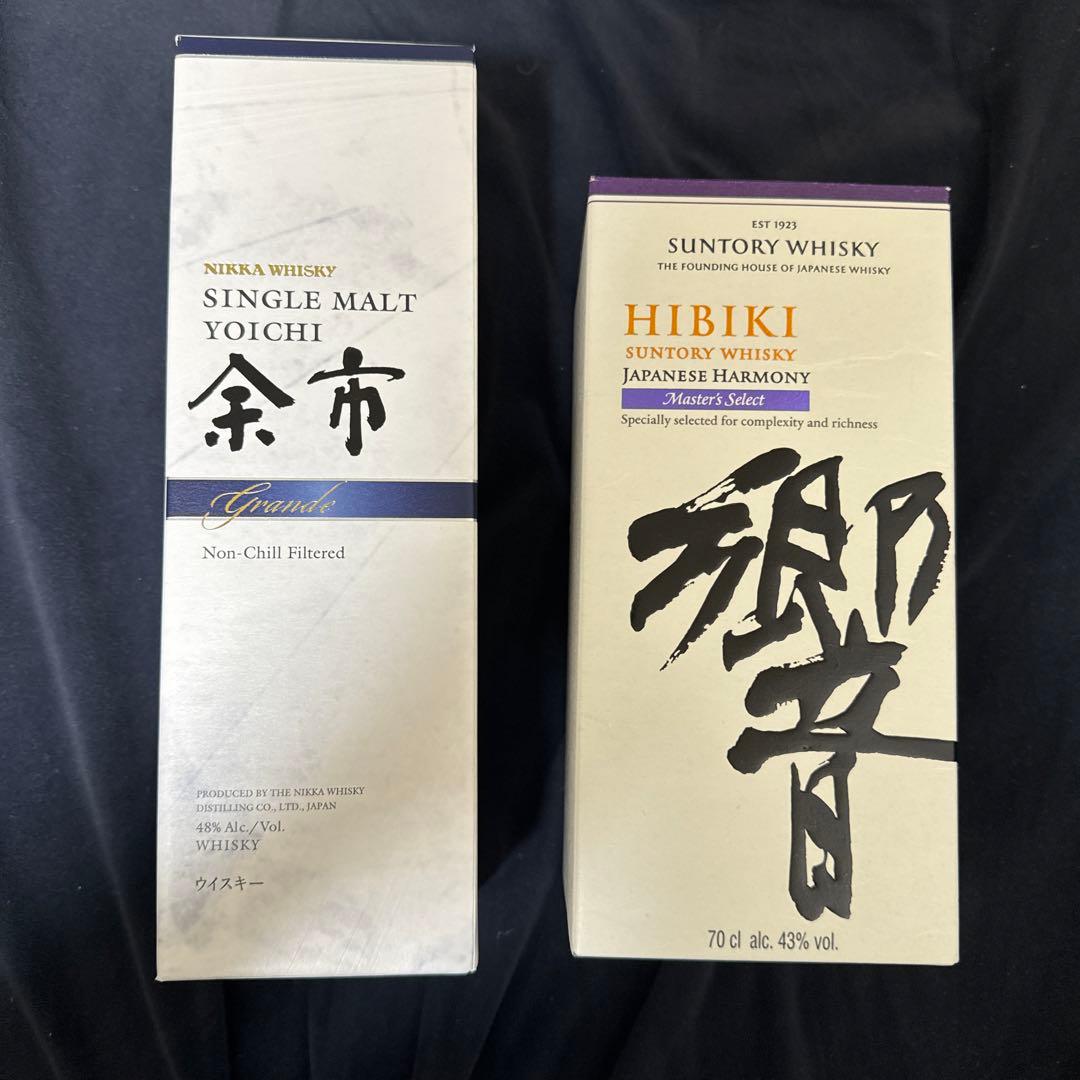 NIKKA WHISKY
SINGLE MALT
YOICHI
余市
Grande
Non-Chill Filtered
PRODUCED BY THE NIKKA WHISKY
DISTILLING CO., LTD., JAPAN
48% Alc./Vol.
WHISKY
ウイスキー
EST 1923
SUNTORY WHISKY
THE FOUNDING HOUSE OF JAPANESE WHISKY
HIBIKI
SUNTORY WHISKY
JAPANESE HARMONY
Master's Select
Specially selected for complexity and richness
響
70 cl alc. 43% vol.